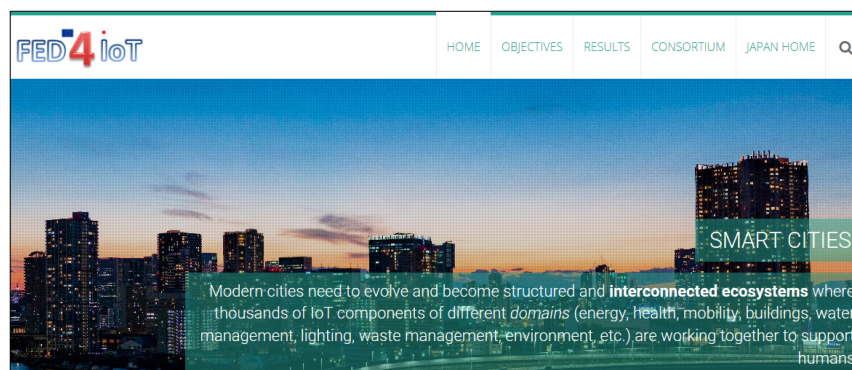 FED4IoT
HOME OBJECTIVES RESULTS CONSORTIUM JAPAN HOME
SMART CITIES
Modern cities need to evolve and become structured and interconnected ecosystems where
thousands of IoT components of different domains (energy, health, mobility, buildings, water
management, lighting, waste management, environment, etc.) are working together to support
humans